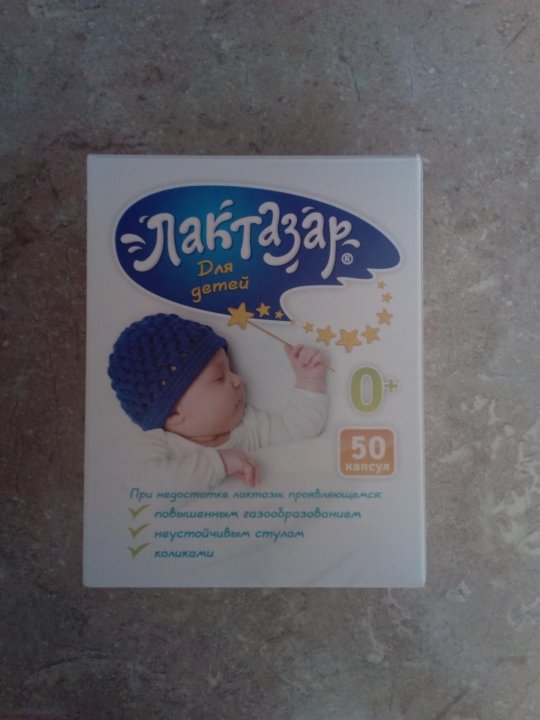 Лактазар®
Для
детей
0+
50
капсул
При недостатке лактазы, проявляющемся:
повышенным газообразованием
неустойчивым стулом
коликами